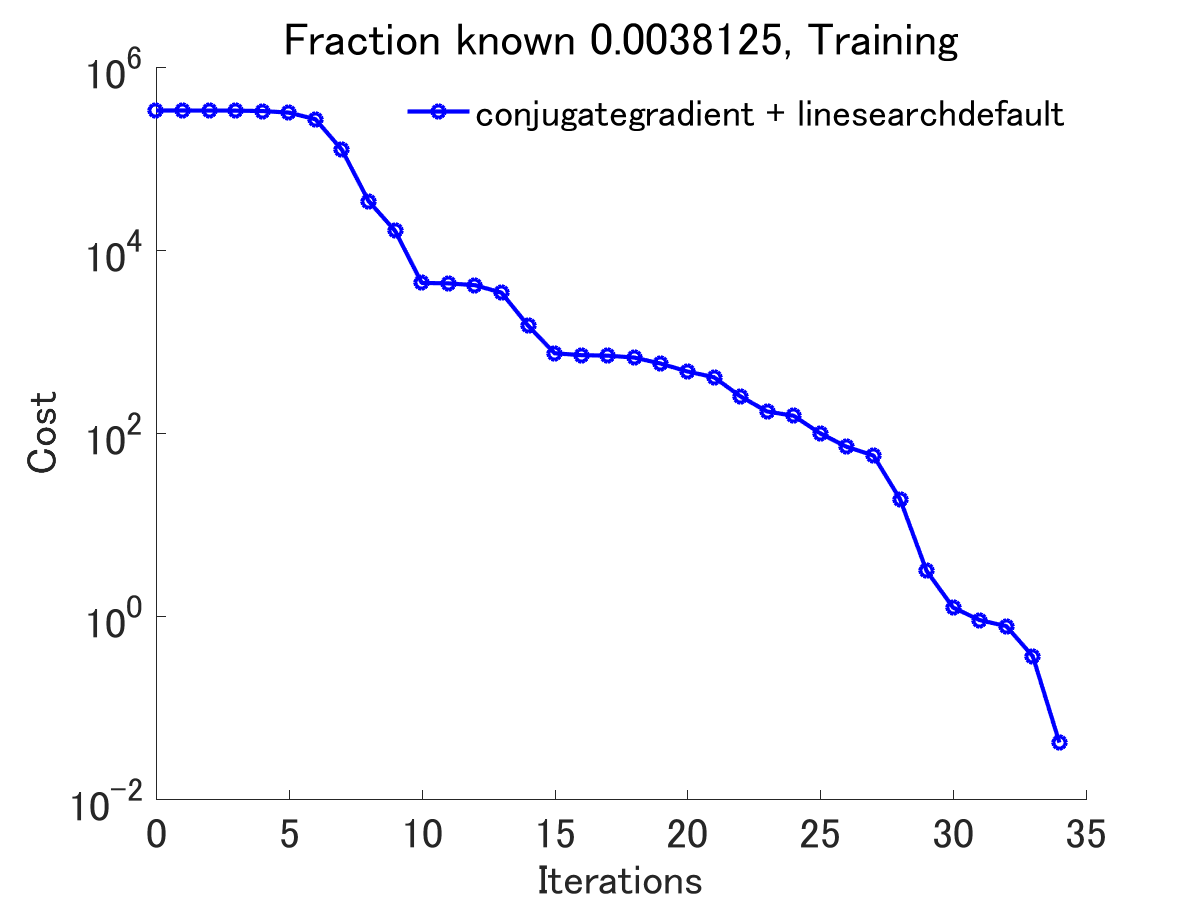 Fraction known 0.0038125, Training
10^6
conjugategradient + linesearchdefault
10^4
10^2
Cost
10^0
10^-2
0 5 10 15 20 25 30 35
Iterations